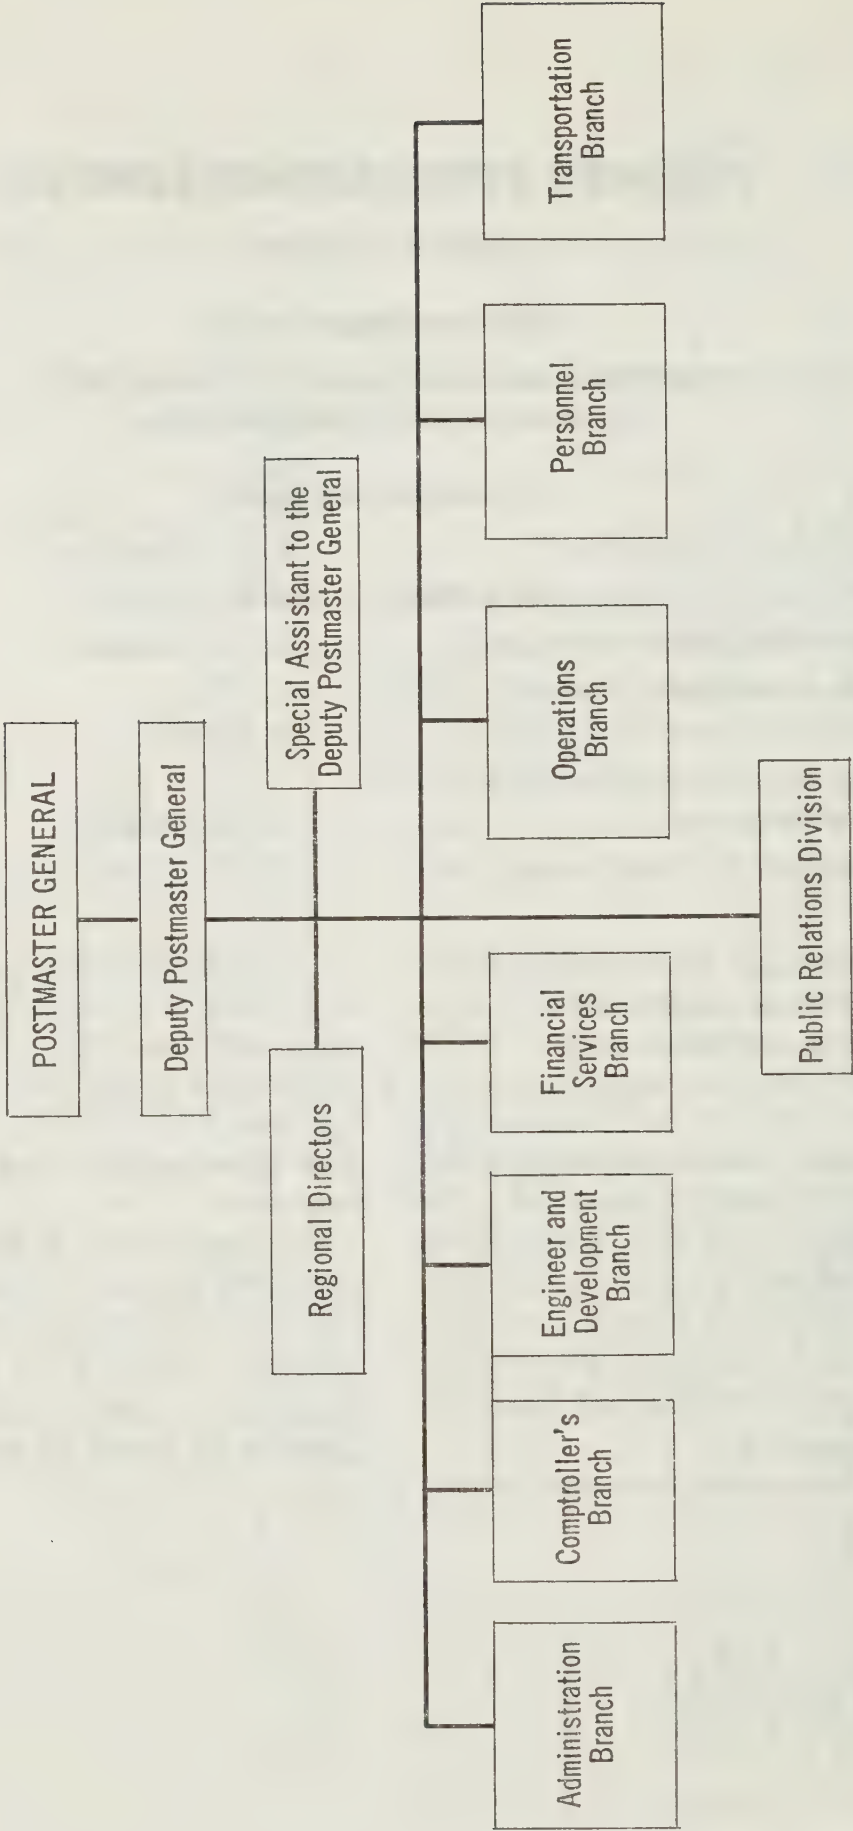 POSTMASTER GENERAL
Deputy Postmaster General
Regional Directors
Special Assistant to the
Deputy Postmaster General
Administration
Branch
Comptroller's
Branch
Engineer and
Development
Branch
Financial
Services
Branch
Operations
Branch
Personnel
Branch
Transportation
Branch
Public Relations Division